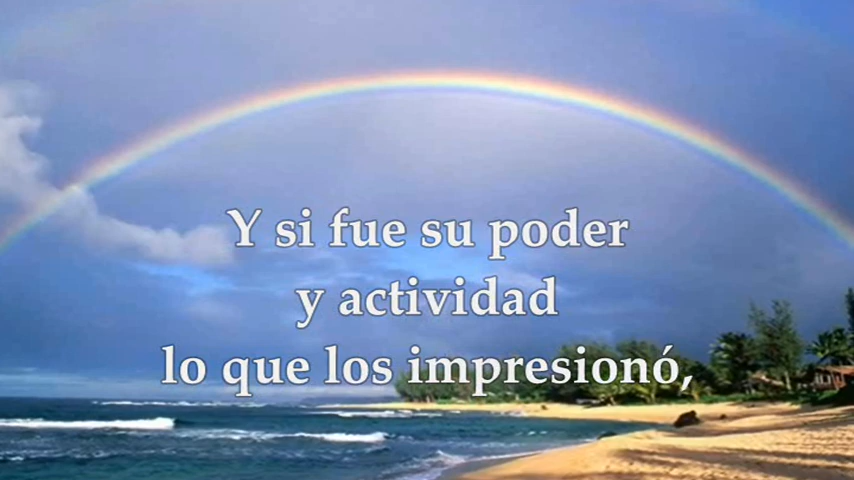 Y si fue su poder
y actividad
lo que los impresionó,